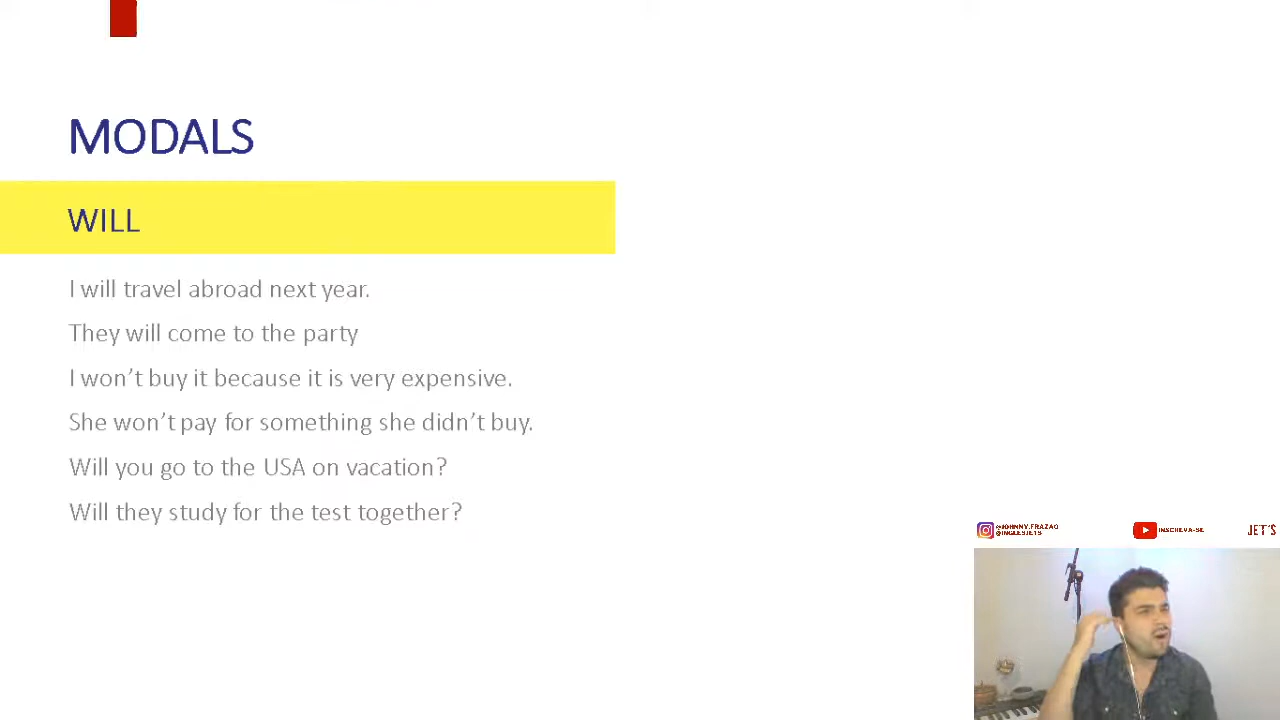 MODALS
WILL
I will travel abroad next year.
They will come to the party
I won’t buy it because it is very expensive.
She won’t pay for something she didn’t buy.
Will you go to the USA on vacation?
Will they study for the test together?
@JOHNNY.FRAZAO
@INGLESJETS
INSCREVA-SE
JET'S